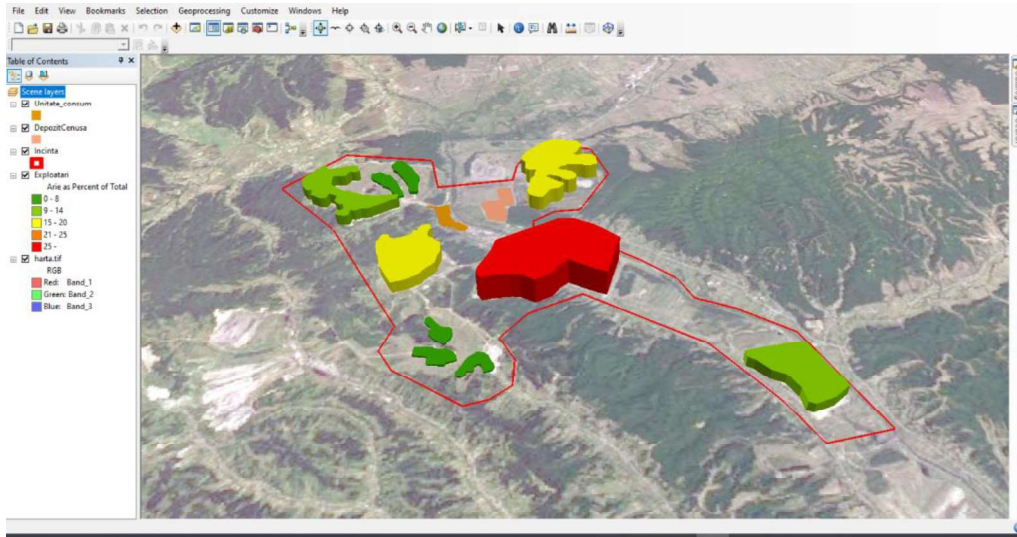 File Edit View Bookmarks Selection Geoprocessing Customize Windows Help
Table of Contents
Scene layers
Unitate_consum
DepozitCenusa
Incinta
Exploatari
Arie as Percent of Total
0 - 8
9 - 14
15 - 20
21 - 25
25 -
harta.tif
RGB
Red: Band_1
Green: Band_2
Blue: Band_3